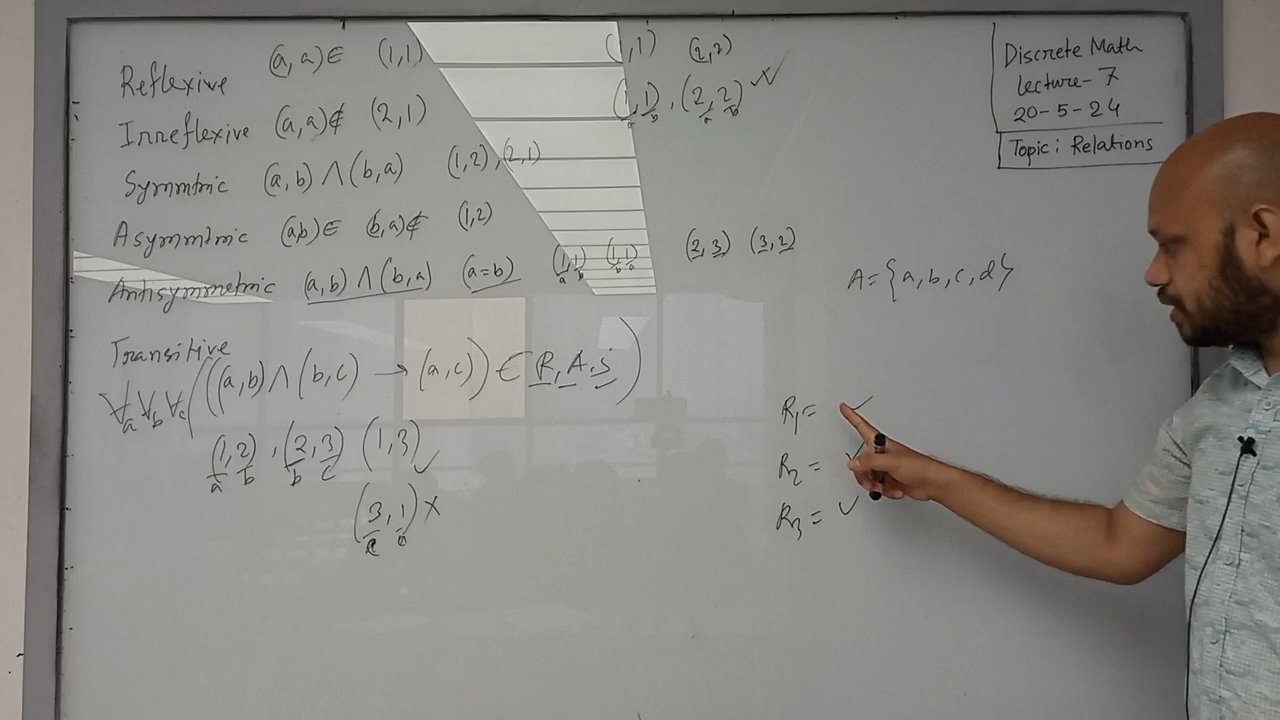 Reflexive (a,a)∈ (1,1) (1,1) (2,2)
Irreflexive (a,a)∉ (2,1) (1,1), (2,2)
a b a b
Symmtric (a,b)∧(b,a) (1,2),(2,1)
Asymmtric (a,b)∈ (b,a)∉ (1,2)
Antisymmetric (a,b)∧(b,a) (a=b) (1,1) (1,1) (2,3) (3,2)
a b b a
Transitive
∀a∀b∀c(((a,b)∧(b,c) → (a,c)) ∈ R, A, S)
(1,2), (2,3) (1,3) ✓
a b b c
(3,1) ×
c a
Discrete Math
Lecture-7
20-5-24
Topic: Relations
A={a,b,c,d}
R1= ✓
R2= ✓
R3= ✓